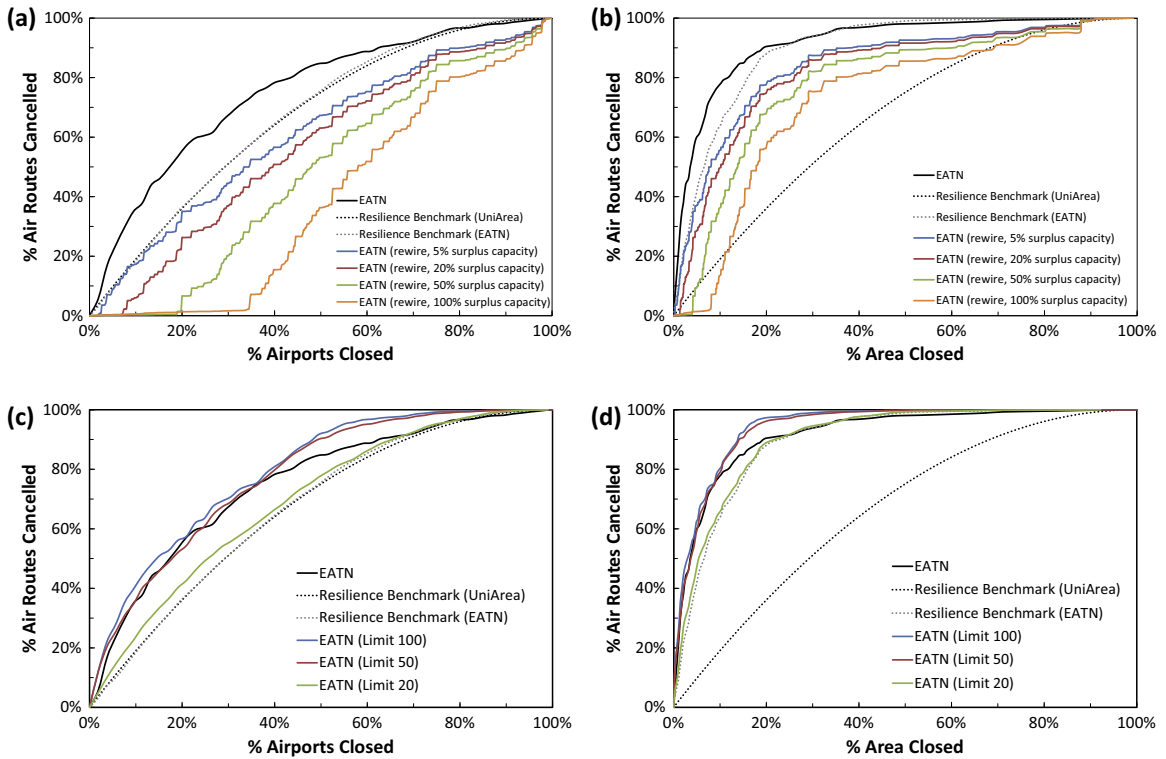 (a)
% Air Routes Cancelled
100%
80%
60%
40%
20%
0%
EATN
Resilience Benchmark (UniArea)
Resilience Benchmark (EATN)
EATN (rewire, 5% surplus capacity)
EATN (rewire, 20% surplus capacity)
EATN (rewire, 50% surplus capacity)
EATN (rewire, 100% surplus capacity)
0% 20% 40% 60% 80% 100%
% Airports Closed
(b)
% Air Routes Cancelled
100%
80%
60%
40%
20%
0%
EATN
Resilience Benchmark (UniArea)
Resilience Benchmark (EATN)
EATN (rewire, 5% surplus capacity)
EATN (rewire, 20% surplus capacity)
EATN (rewire, 50% surplus capacity)
EATN (rewire, 100% surplus capacity)
0% 20% 40% 60% 80% 100%
% Area Closed
(c)
% Air Routes Cancelled
100%
80%
60%
40%
20%
0%
EATN
Resilience Benchmark (UniArea)
Resilience Benchmark (EATN)
EATN (Limit 100)
EATN (Limit 50)
EATN (Limit 20)
0% 20% 40% 60% 80% 100%
% Airports Closed
(d)
% Air Routes Cancelled
100%
80%
60%
40%
20%
0%
EATN
Resilience Benchmark (UniArea)
Resilience Benchmark (EATN)
EATN (Limit 100)
EATN (Limit 50)
EATN (Limit 20)
0% 20% 40% 60% 80% 100%
% Area Closed